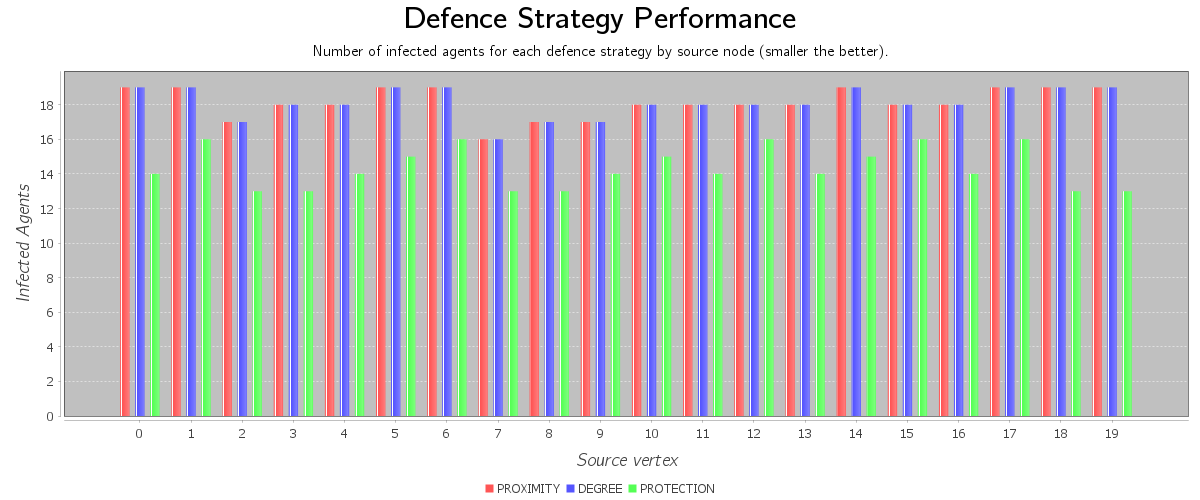 Defence Strategy Performance
Number of infected agents for each defence strategy by source node (smaller the better).
18
16
14
12
10
8
6
4
2
0
Infected Agents
0 1 2 3 4 5 6 7 8 9 10 11 12 13 14 15 16 17 18 19
Source vertex
PROXIMITY DEGREE PROTECTION